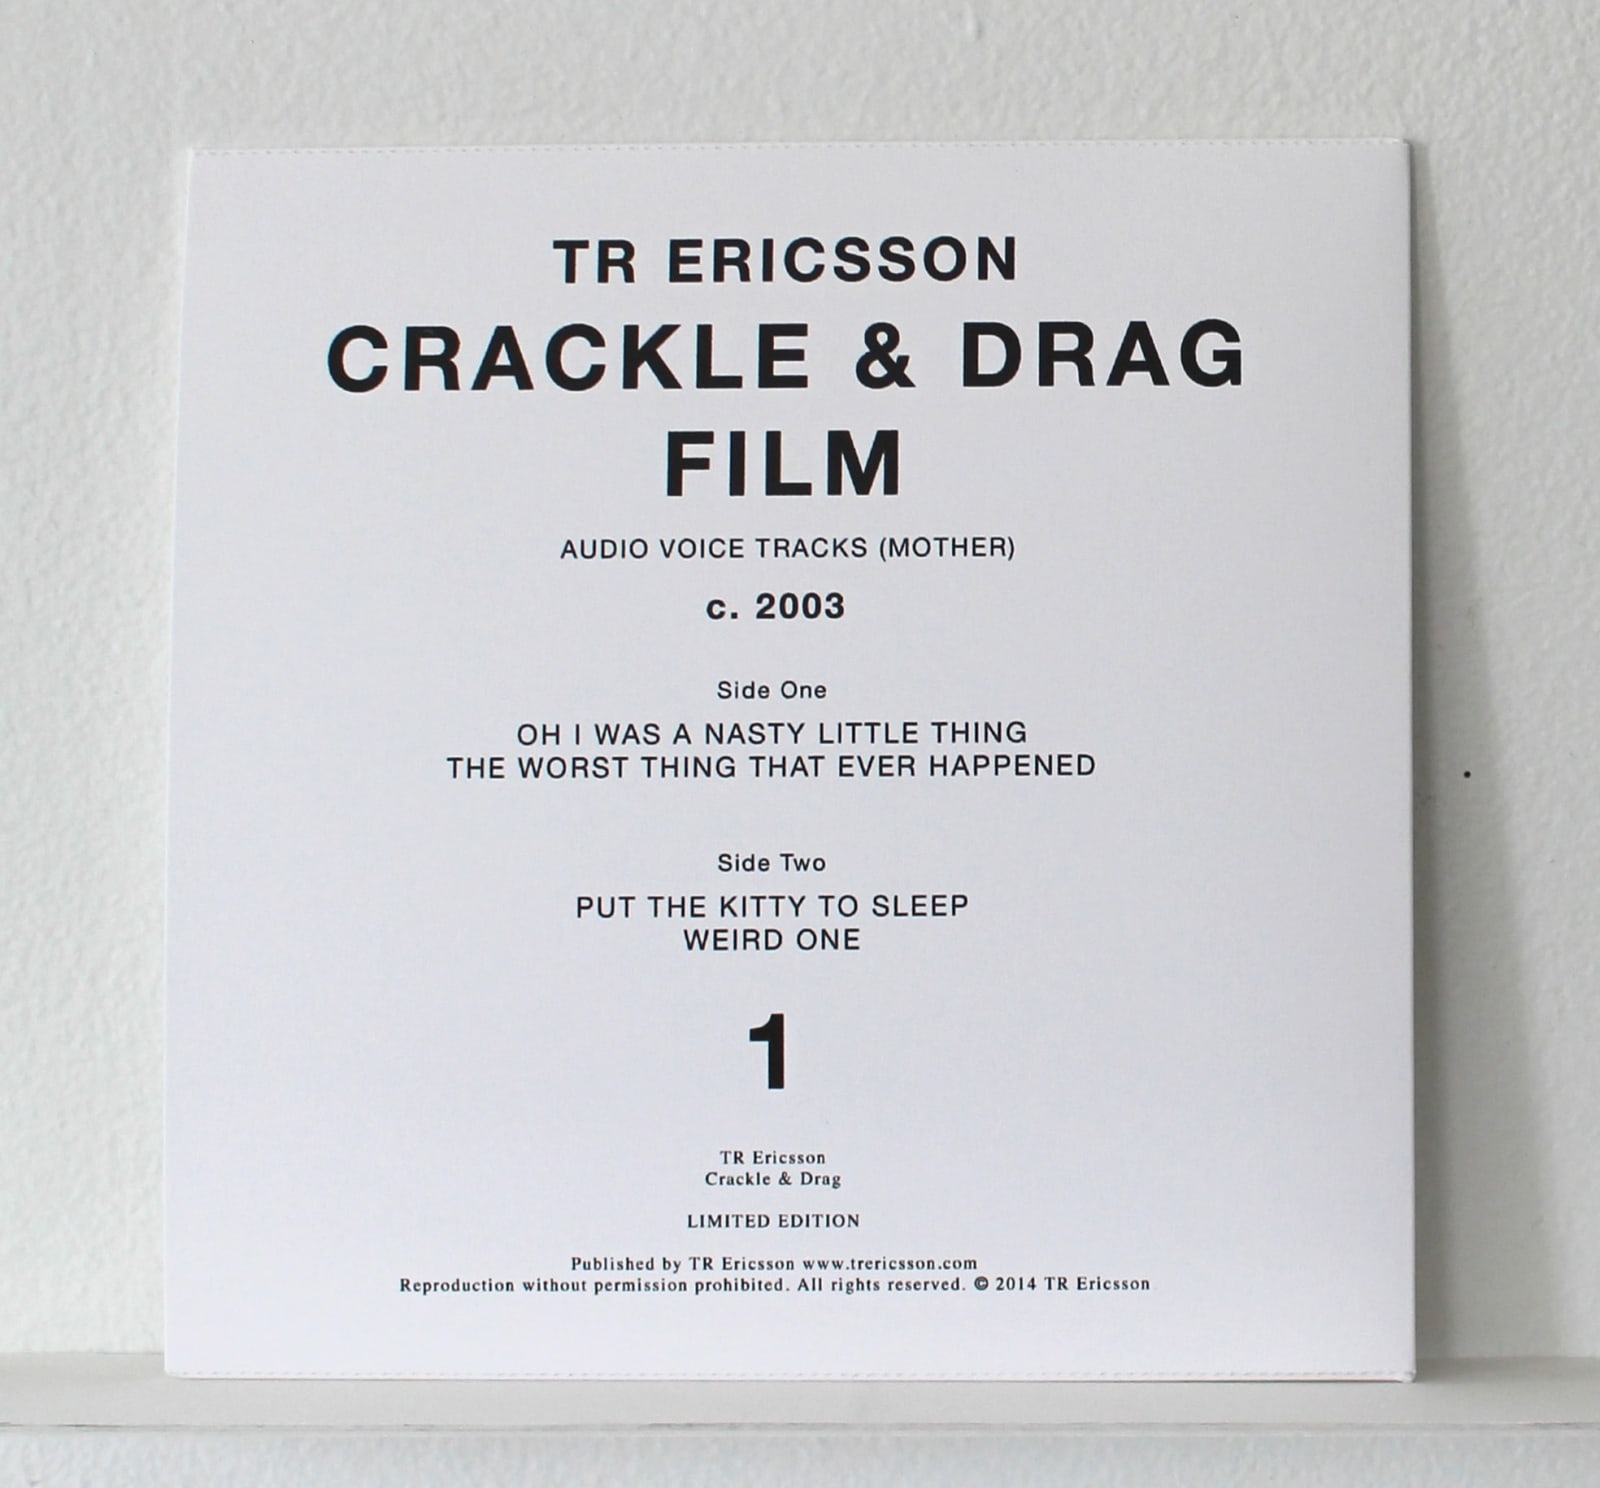 TR ERICSSON
CRACKLE & DRAG
FILM
AUDIO VOICE TRACKS (MOTHER)
c. 2003
Side One
OH I WAS A NASTY LITTLE THING
THE WORST THING THAT EVER HAPPENED
Side Two
PUT THE KITTY TO SLEEP
WEIRD ONE
1
TR Ericsson
Crackle & Drag
LIMITED EDITION
Published by TR Ericsson www.trericsson.com
Reproduction without permission prohibited. All rights reserved. © 2014 TR Ericsson